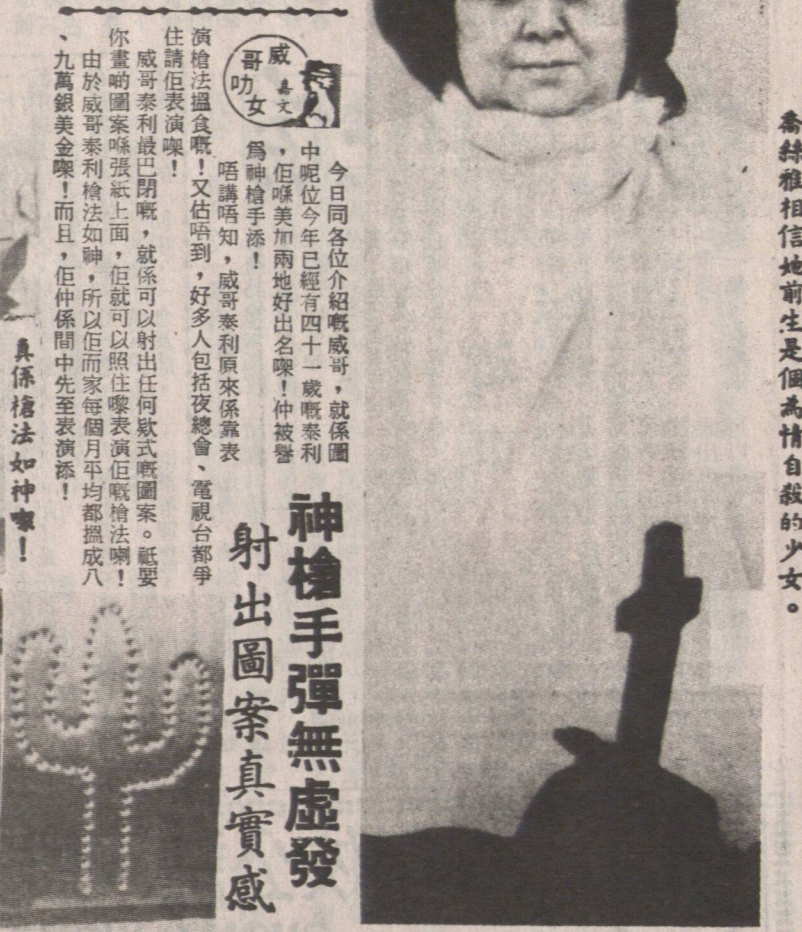 喬絲雅相信她前生是個為情自殺的少女。
神槍手彈無虛發
射出圖案真實感
威哥叻女
嘉文
今日同各位介紹嘅威哥，就係圖
中呢位今年已經有四十一歲嘅泰利
，佢喺美加兩地好出名㗎！仲被譽
爲神槍手添！
唔講唔知，威哥泰利原來係靠表
演槍法搵食嘅！又估唔到，好多人包括夜總會、電視台都爭
住請佢表演㗎！
威哥泰利最巴閉嘅，就係可以射出任何欵式嘅圖案。祗要
你畫啲圖案喺張紙上面，佢就可以照住嚟表演佢嘅槍法喇！
由於威哥泰利槍法如神，所以佢而家每個月平均都搵成八
、九萬銀美金㗎！而且，佢仲係間中先至表演添！
真係槍法如神㗎！